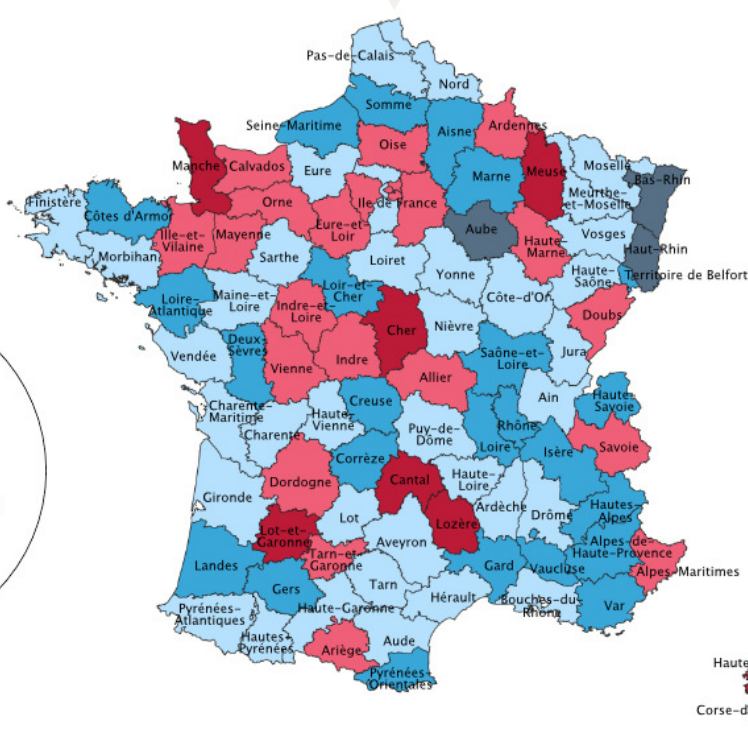 Pas-de-Calais
Nord
Somme
Seine-Maritime
Aisne
Ardennes
Oise
Manche
Calvados
Eure
Marne
Meuse
Moselle
Bas-Rhin
Meurthe-
et-Moselle
Finistère
Côtes d'Armor
Orne
Ile de France
Eure-et-
Loir
Ille-et-
Vilaine
Mayenne
Aube
Haute
Marne
Vosges
Haut-Rhin
Morbihan
Sarthe
Loiret
Yonne
Haute-
Saône
Territoire de Belfort
Loire-
Atlantique
Maine-et-
Loire
Indre-et-
Loire
Loir-et-
Cher
Cher
Nièvre
Côte-d'Or
Doubs
Vendée
Deux-
Sèvres
Vienne
Indre
Allier
Saône-et-
Loire
Jura
Charente-
Maritime
Charente
Haute-
Vienne
Creuse
Puy-de-
Dôme
Loire
Rhône
Ain
Haute-
Savoie
Savoie
Isère
Gironde
Dordogne
Corrèze
Cantal
Haute-
Loire
Ardèche
Drôme
Hautes-
Alpes
Lot-et-
Garonne
Lot
Aveyron
Lozère
Tarn-et-
Garonne
Landes
Gers
Tarn
Gard
Vaucluse
Alpes-de-
Haute-Provence
Alpes-Maritimes
Pyrénées-
Atlantiques
Hautes-
Pyrénées
Haute-Garonne
Hérault
Bouches-du-
Rhône
Var
Ariège
Aude
Pyrénées-
Orientales
Haute
Corse-d